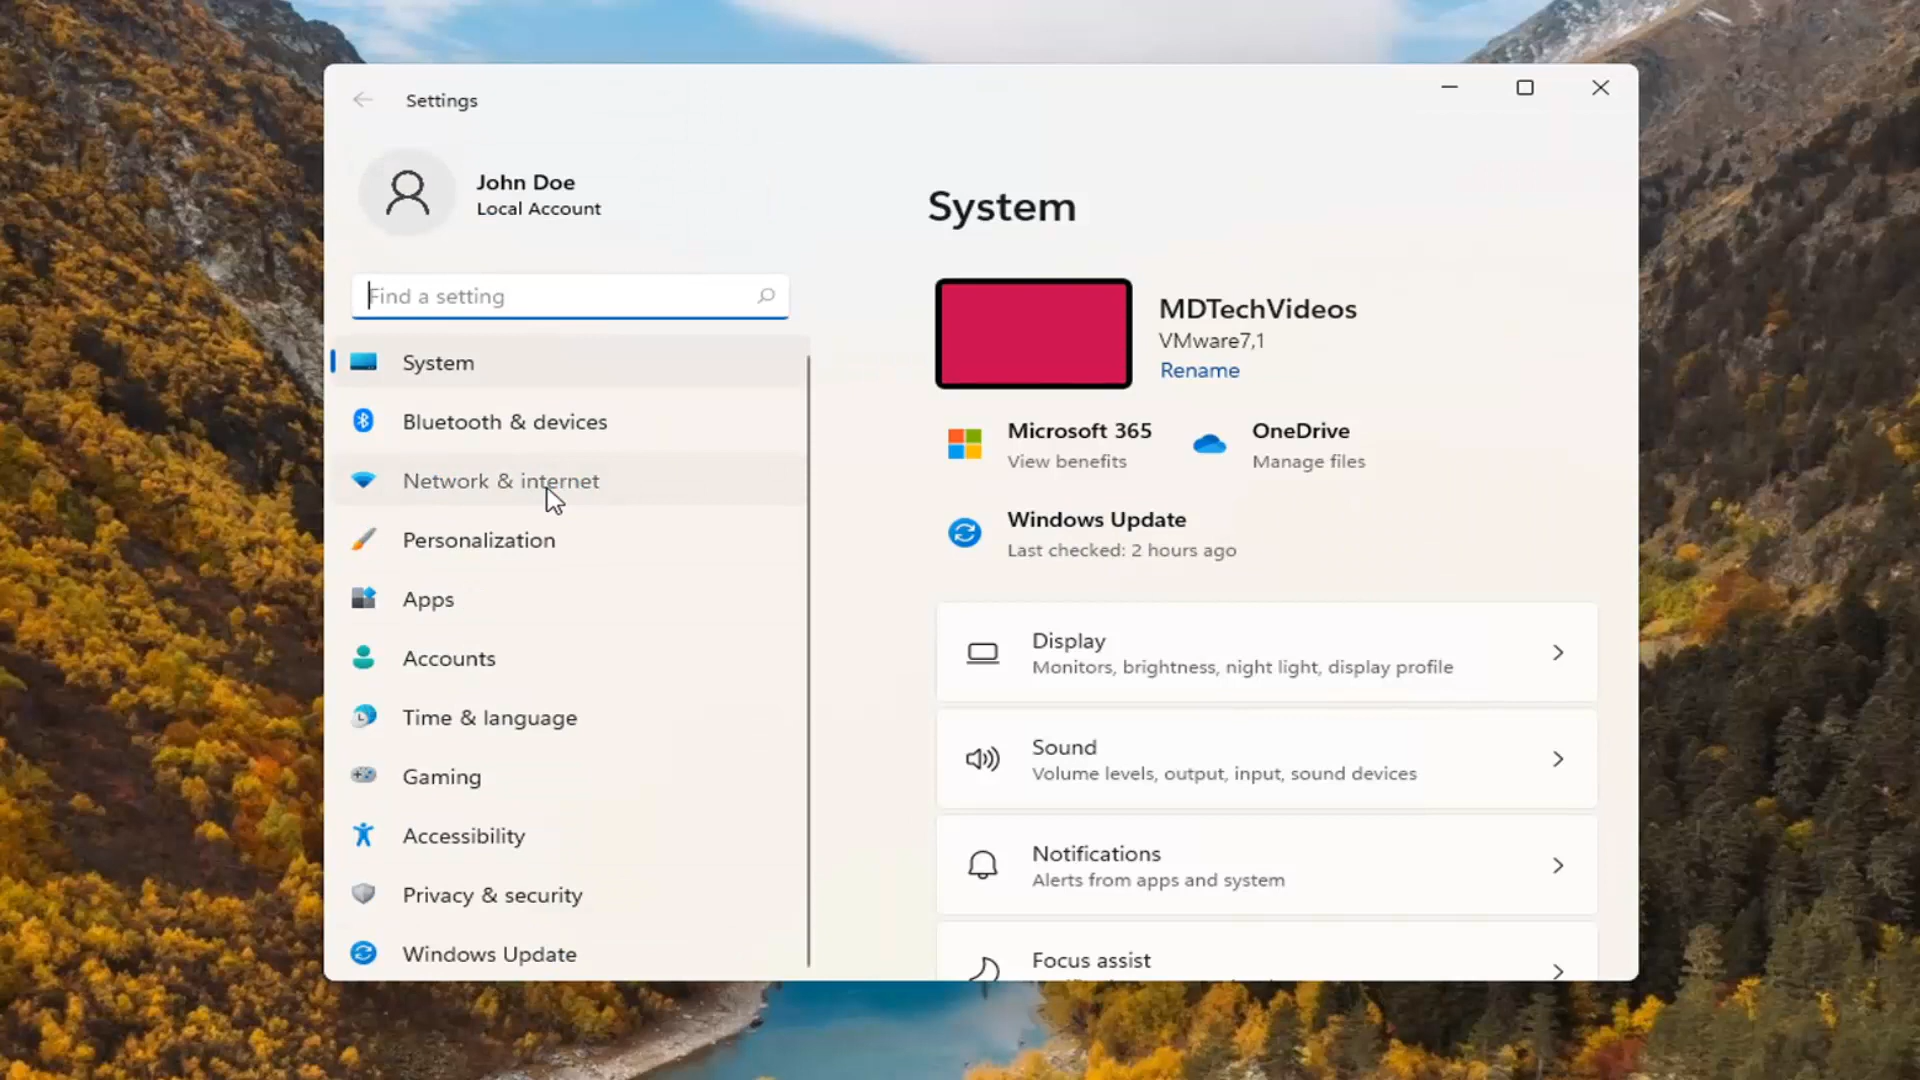 Settings
John Doe
Local Account
Find a setting
System
Bluetooth & devices
Network & internet
Personalization
Apps
Accounts
Time & language
Gaming
Accessibility
Privacy & security
Windows Update
System
MDTechVideos
VMware7,1
Rename
Microsoft 365
View benefits
OneDrive
Manage files
Windows Update
Last checked: 2 hours ago
Display
Monitors, brightness, night light, display profile
Sound
Volume levels, output, input, sound devices
Notifications
Alerts from apps and system
Focus assist